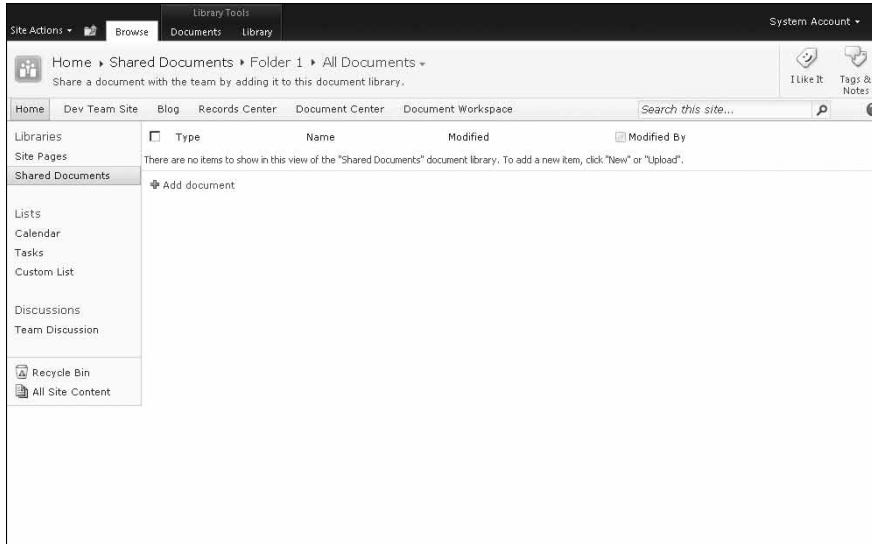 Library Tools
Site Actions Browse Documents Library System Account
Home Shared Documents Folder 1 All Documents
Share a document with the team by adding it to this document library.
I Like It Tags & Notes
Home Dev Team Site Blog Records Center Document Center Document Workspace Search this site...
Libraries
Site Pages
Shared Documents
Lists
Calendar
Tasks
Custom List
Discussions
Team Discussion
Recycle Bin
All Site Content
Type Name Modified Modified By
There are no items to show in this view of the "Shared Documents" document library. To add a new item, click "New" or "Upload".
Add document